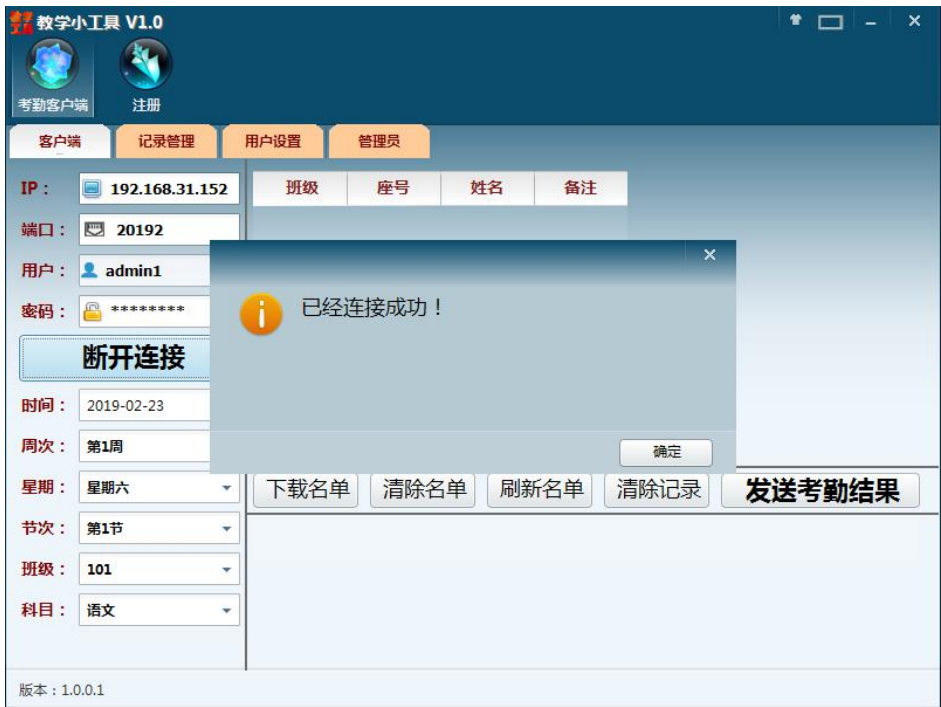 教学小工具 V1.0
考勤客户端
注册
客户端
记录管理
用户设置
管理员
IP：
192.168.31.152
班级
座号
姓名
备注
端口：
20192
用户：
admin1
密码：
********
已经连接成功！
断开连接
时间：
2019-02-23
周次：
第1周
确定
星期：
星期六
下载名单
清除名单
刷新名单
清除记录
发送考勤结果
节次：
第1节
班级：
101
科目：
语文
版本：1.0.0.1